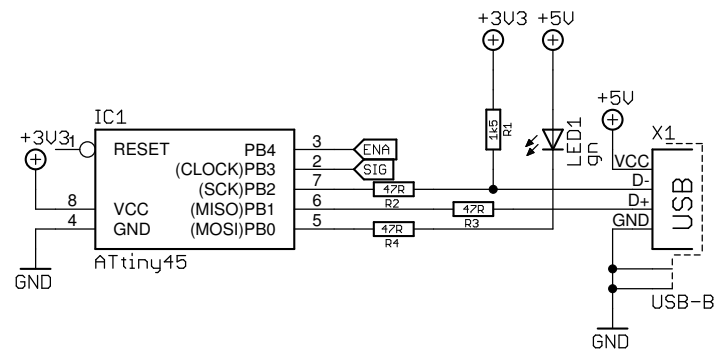 +3V3 +5V
IC1
+5V
X1
+3V3
1
RESET
PB4
3
ENA
1k5
R1
LED1
gn
(CLOCK)PB3
2
SIG
VCC
(SCK)PB2
7
47R
R2
D-
8
VCC
(MISO)PB1
6
47R
R3
D+
USB
4
GND
(MOSI)PB0
5
47R
R4
GND
ATtiny45
GND
USB-B
GND